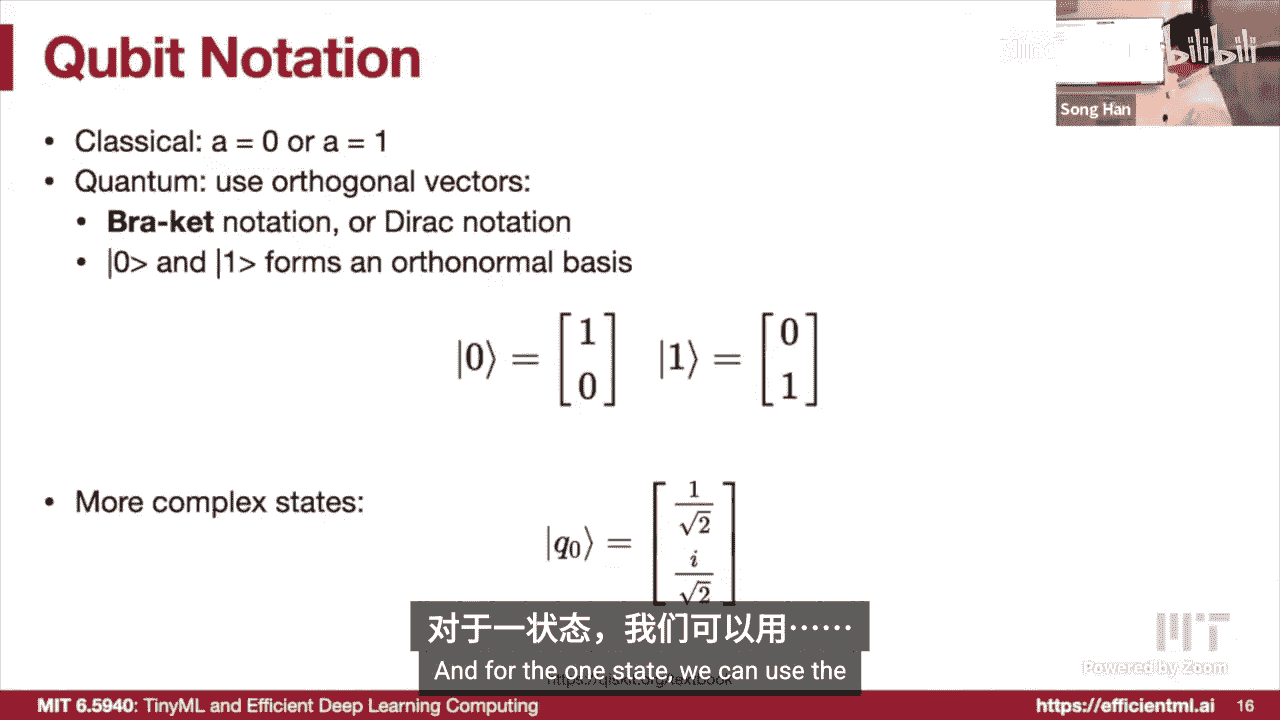 Qubit Notation
bilibili
Song Han
• Classical: a = 0 or a = 1
• Quantum: use orthogonal vectors:
• Bra-ket notation, or Dirac notation
• |0> and |1> forms an orthonormal basis
|0⟩ = [1 0] |1⟩ = [0 1]
• More complex states:
|q₀⟩ = [1/√2 i/√2]
对于一状态，我们可以用……
And for the one state, we can use the
MIT
Powered by Zoom
MIT 6.5940: TinyML and Efficient Deep Learning Computing
https://efficientml.ai
16